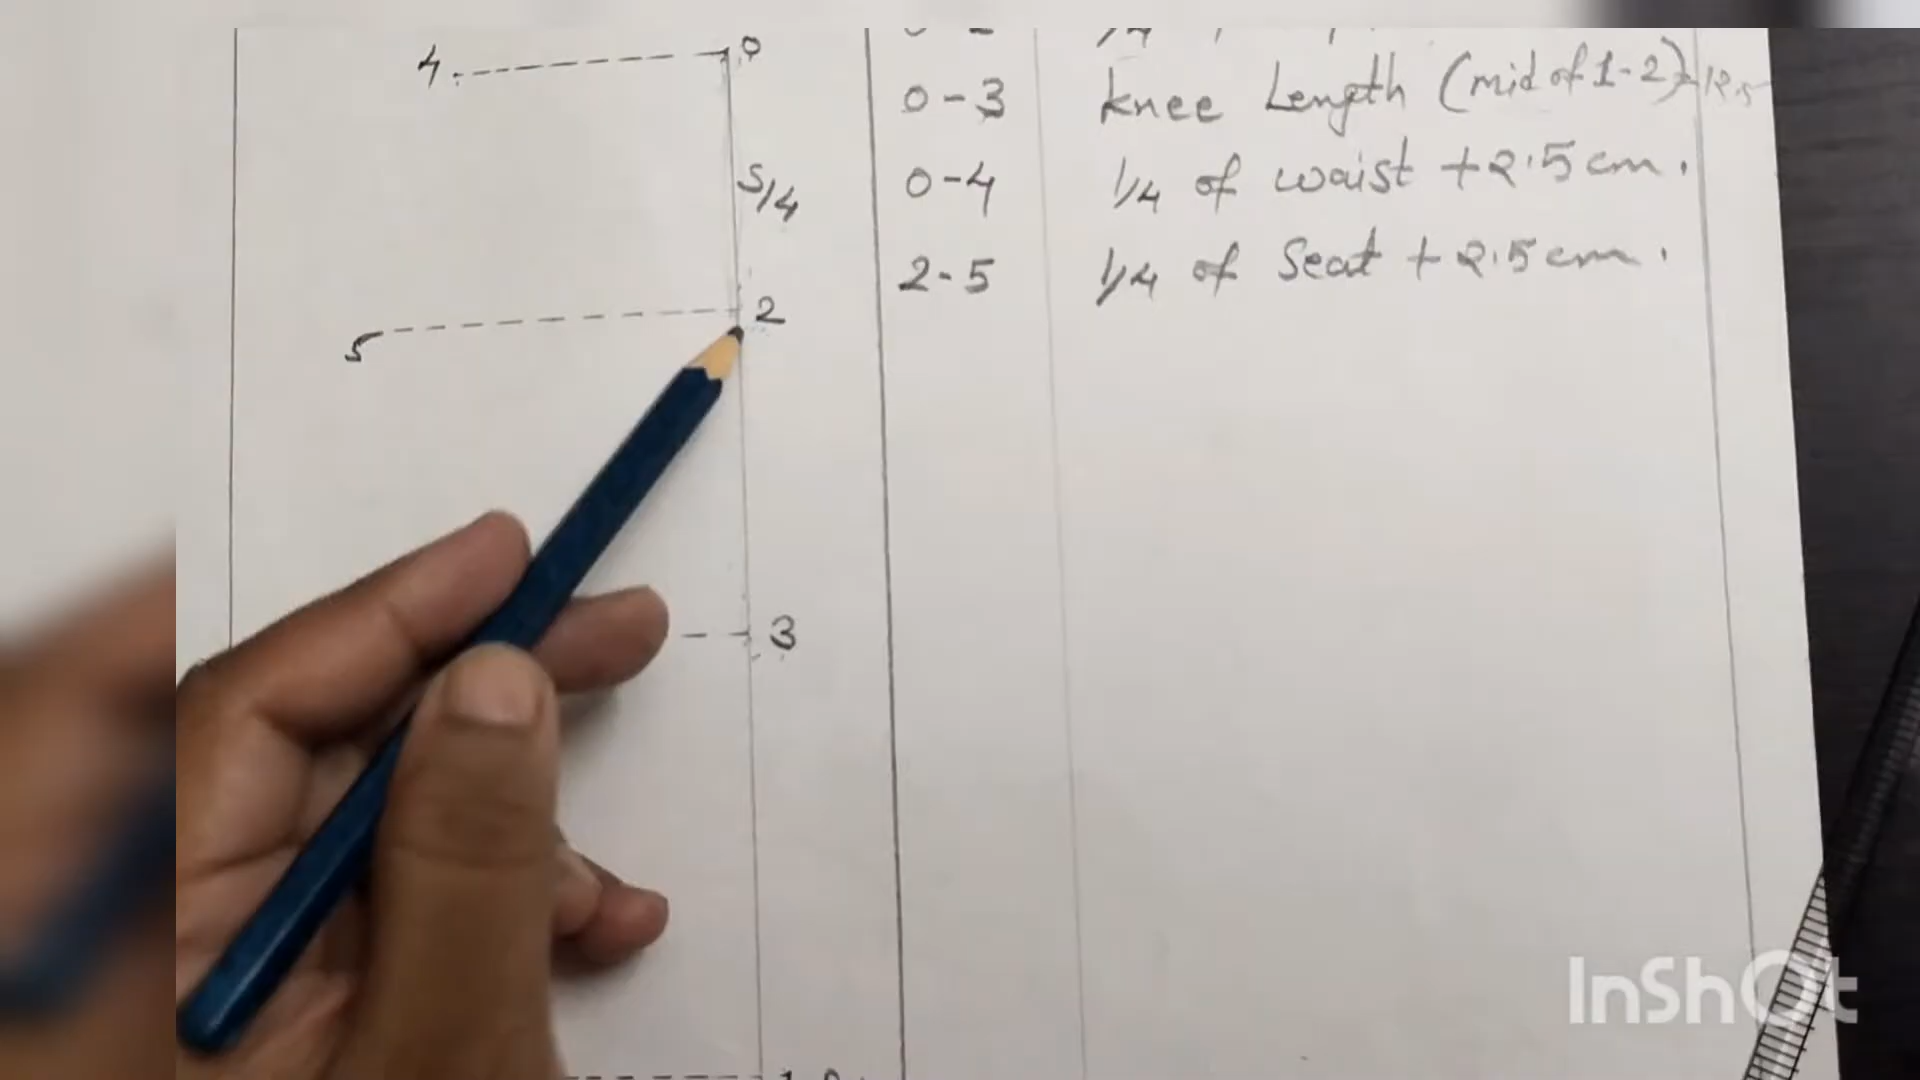 4 0
S/4
2
5
3
0-3 knee Length (mid of 1-2)
0-4 1/4 of waist +2.5 cm.
2-5 1/4 of Seat + 2.5 cm.
InShOt